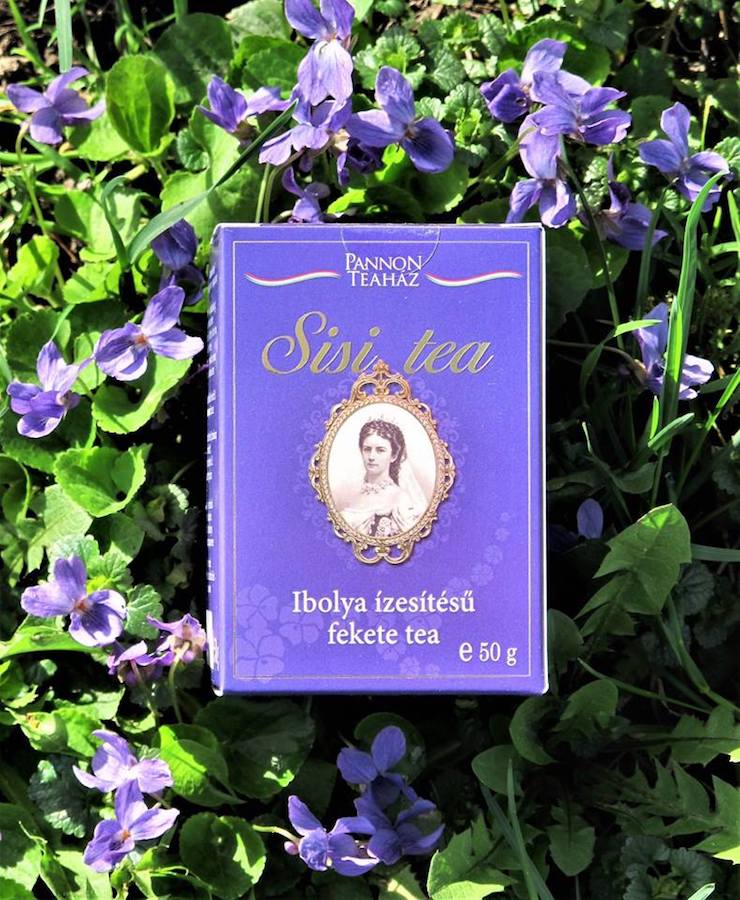 PANNON
TEAHÁZ
Sisi tea
Ibolya ízesítésű
fekete tea
e 50 g